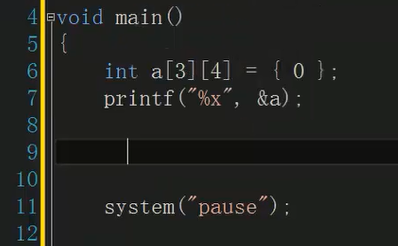 4 void main()
5 {
6 int a[3][4] = { 0 };
7 printf("%x", &a);
8
9
10
11 system("pause");
12